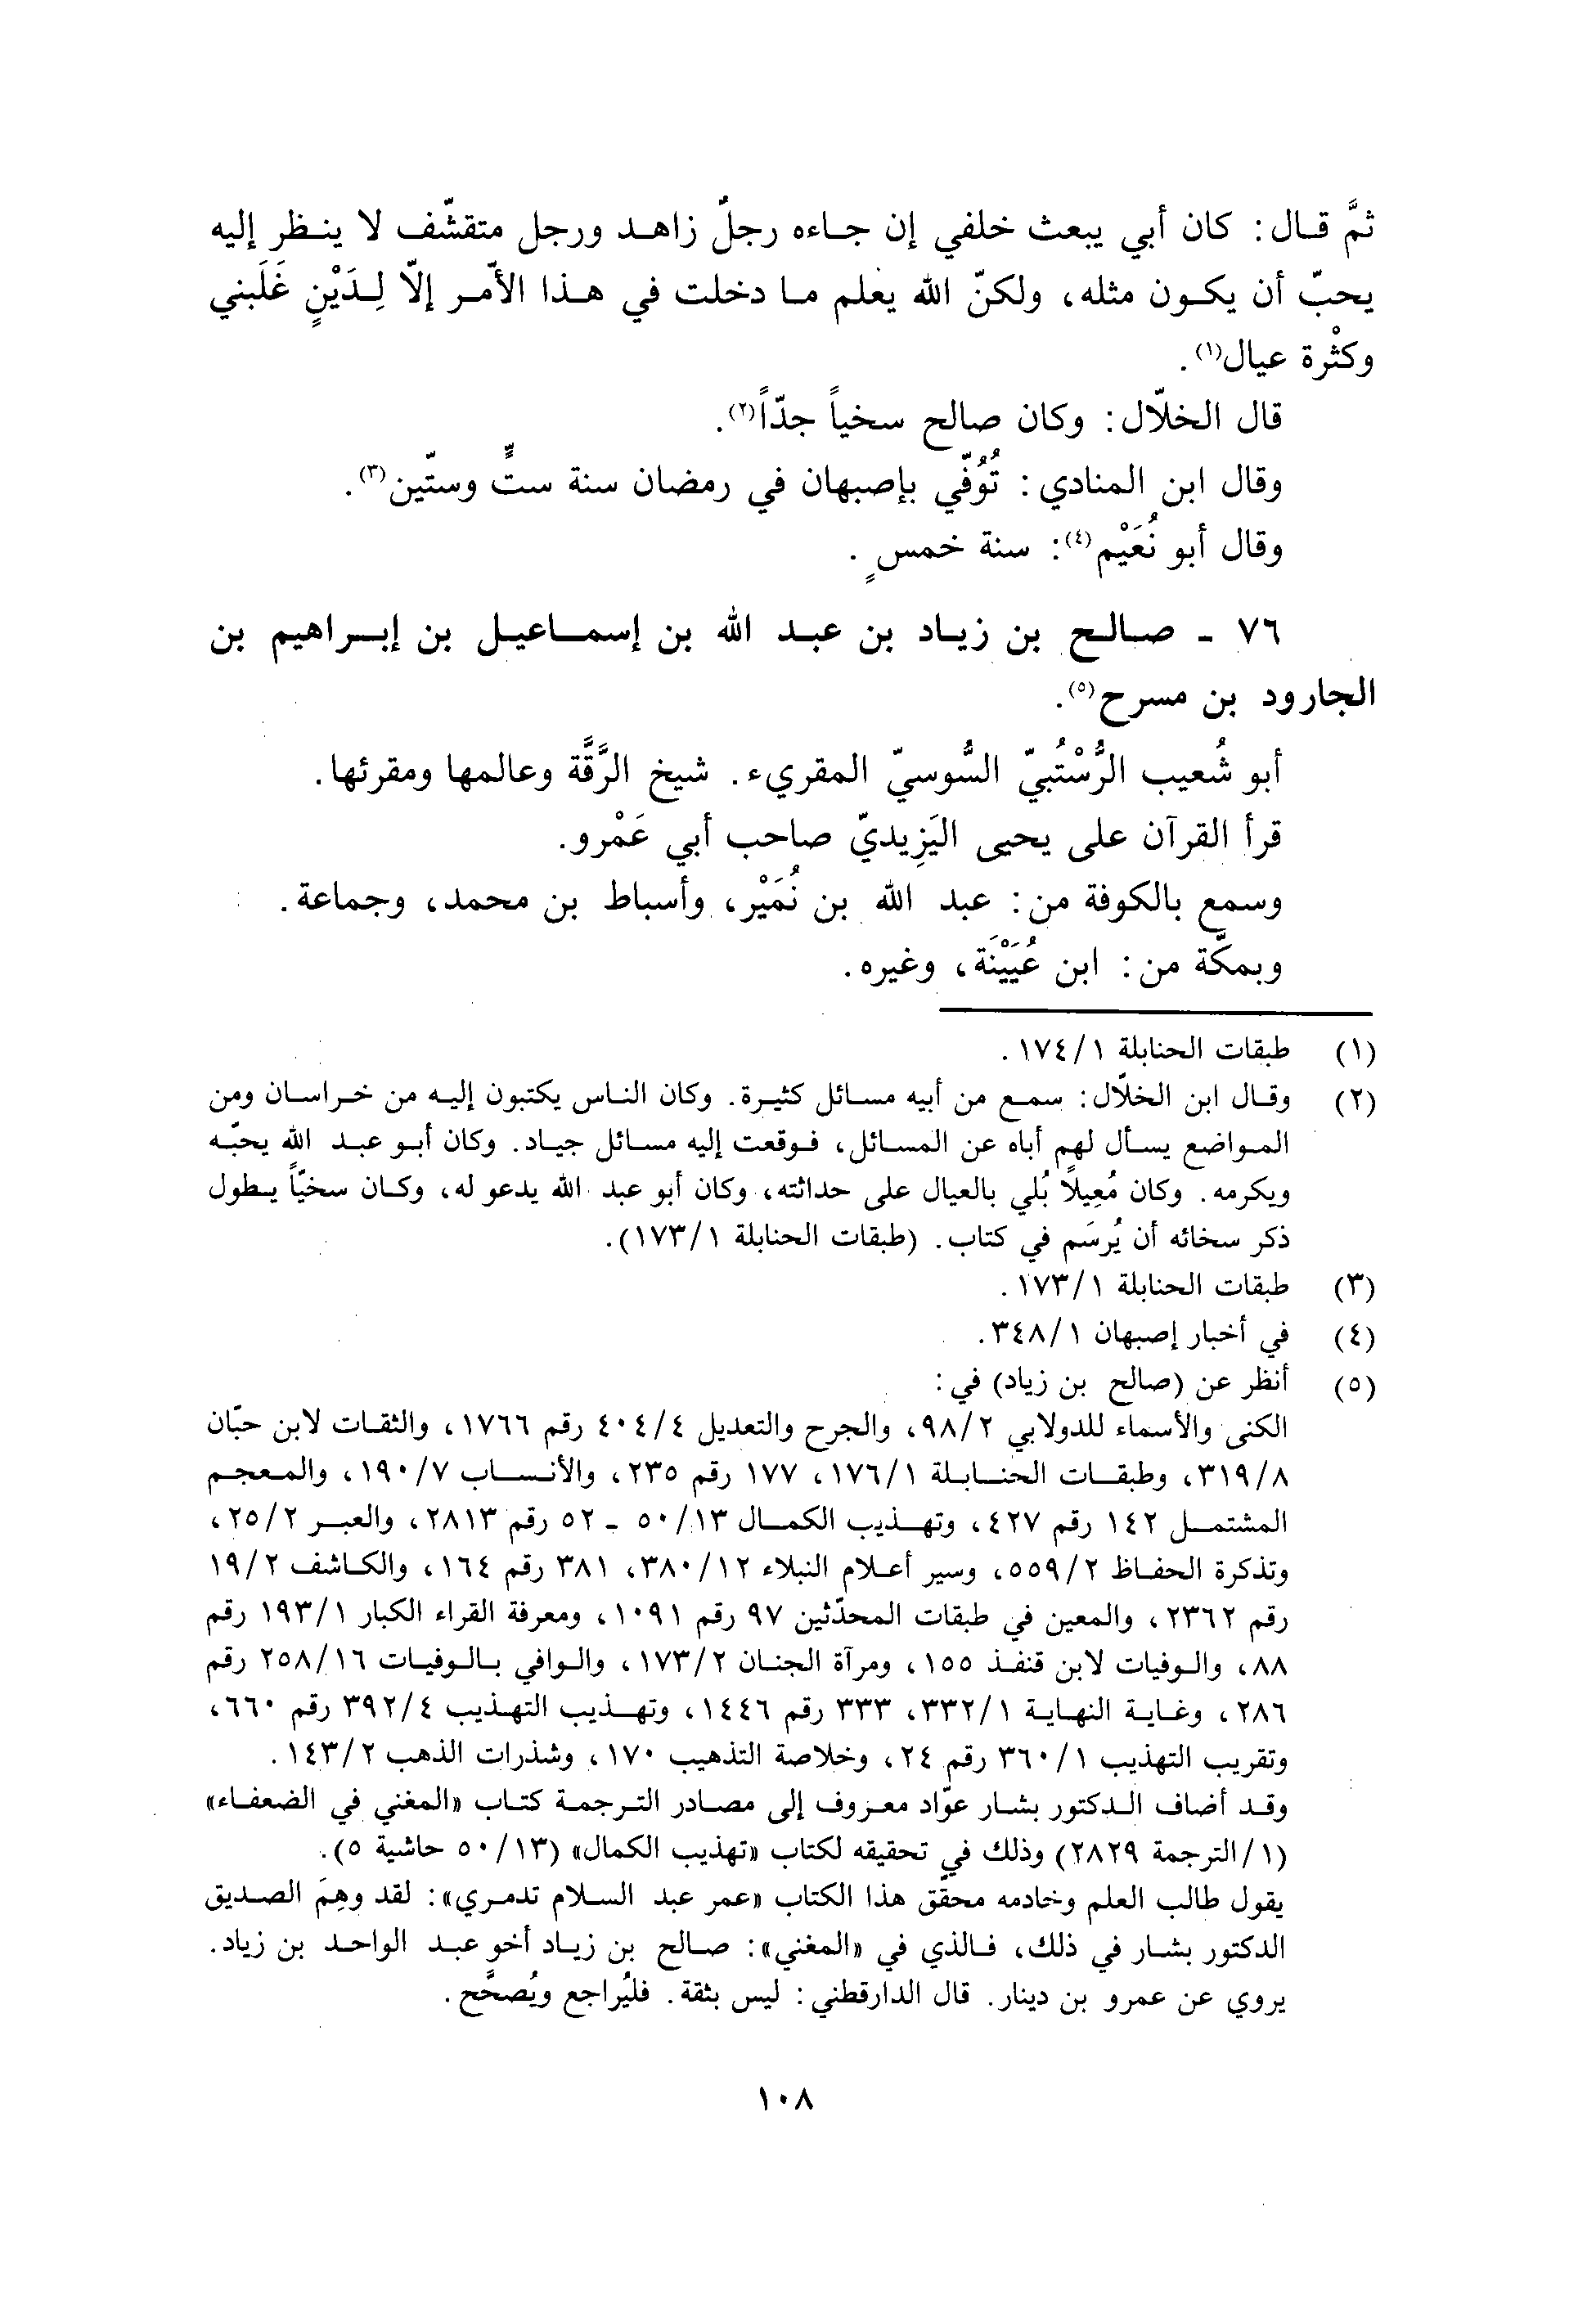 ثمَّ قال: كان أبي يبعث خلفي إن جاءه رجلٌ زاهد ورجل متقشّف لا ينظر إليه
يحبّ أن يكون مثله، ولكنّ الله يعلم ما دخلت في هذا الأمر إلّا لِدَيْنٍ غَلَبني
وكثْرة عيال(١).
قال الخلّال: وكان صالح سخياً جدّاً(٢).
وقال ابن المنادي: تُوُفّي بإصبهان في رمضان سنة ستٍّ وستّين(٣).
وقال أبو نُعَيْم(٤): سنة خمسٍ.
٧٦ - صالح بن زياد بن عبد الله بن إسماعيل بن إبراهيم بن
الجارود بن مسرح(٥).
أبو شُعيب الرُّسْتُبيّ السُّوسيّ المقريء. شيخ الرَّقَّة وعالمها ومقرئها.
قرأ القرآن على يحيى اليَزِيديّ صاحب أبي عَمْرو.
وسمع بالكوفة من: عبد الله بن نُمَيْر، وأسباط بن محمد، وجماعة.
وبمكّة من: ابن عُيَيْنَة، وغيره.
(١) طبقات الحنابلة ١/ ١٧٤.
(٢) وقال ابن الخلّال: سمع من أبيه مسائل كثيرة. وكان الناس يكتبون إليه من خراسان ومن
المواضع يسأل لهم أباه عن المسائل، فوقعت إليه مسائل جياد. وكان أبو عبد الله يحبّه
ويكرمه. وكان مُعِيلًا بُلي بالعيال على حداثته، وكان أبو عبد الله يدعو له، وكان سخيّاً يطول
ذكر سخائه أن يُرسَم في كتاب. (طبقات الحنابلة ١/ ١٧٣).
(٣) طبقات الحنابلة ١/ ١٧٣.
(٤) في أخبار إصبهان ١/ ٣٤٨.
(٥) أنظر عن (صالح بن زياد) في:
الكنى والأسماء للدولابي ٢/ ٩٨، والجرح والتعديل ٤/ ٤٠٤ رقم ١٧٦٦، والثقات لابن حبّان
٨/ ٣١٩، وطبقات الحنابلة ١/ ١٧٦، ١٧٧ رقم ٢٣٥، والأنساب ٧/ ١٩٠، والمعجم
المشتمل ١٤٢ رقم ٤٢٧، وتهذيب الكمال ١٣/ ٥٠ - ٥٢ رقم ٢٨١٣، والعبر ٢/ ٢٥،
وتذكرة الحفاظ ٢/ ٥٥٩، وسير أعلام النبلاء ١٢/ ٣٨٠، ٣٨١ رقم ١٦٤، والكاشف ٢/ ١٩
رقم ٢٣٦٢، والمعين في طبقات المحدّثين ٩٧ رقم ١٠٩١، ومعرفة القراء الكبار ١/ ١٩٣ رقم
٨٨، والوفيات لابن قنفذ ١٥٥، ومرآة الجنان ٢/ ١٧٣، والوافي بالوفيات ١٦/ ٢٥٨ رقم
٢٨٦، وغاية النهاية ١/ ٣٣٢، ٣٣٣ رقم ١٤٤٦، وتهذيب التهذيب ٤/ ٣٩٢ رقم ٦٦٠،
وتقريب التهذيب ١/ ٣٦٠ رقم ٢٤، وخلاصة التذهيب ١٧٠، وشذرات الذهب ٢/ ١٤٣.
وقد أضاف الدكتور بشار عوّاد معروف إلى مصادر الترجمة كتاب «المغني في الضعفاء»
(١/ الترجمة ٢٨٢٩) وذلك في تحقيقه لكتاب «تهذيب الكمال» (١٣/ ٥٠ حاشية ٥).
يقول طالب العلم وخادمه محقّق هذا الكتاب «عمر عبد السلام تدمري»: لقد وهِمَ الصديق
الدكتور بشار في ذلك، فالذي في «المغني»: صالح بن زياد أخو عبد الواحد بن زياد.
يروي عن عمرو بن دينار. قال الدارقطني: ليس بثقة. فليُراجع ويُصحَّح.
١٠٨